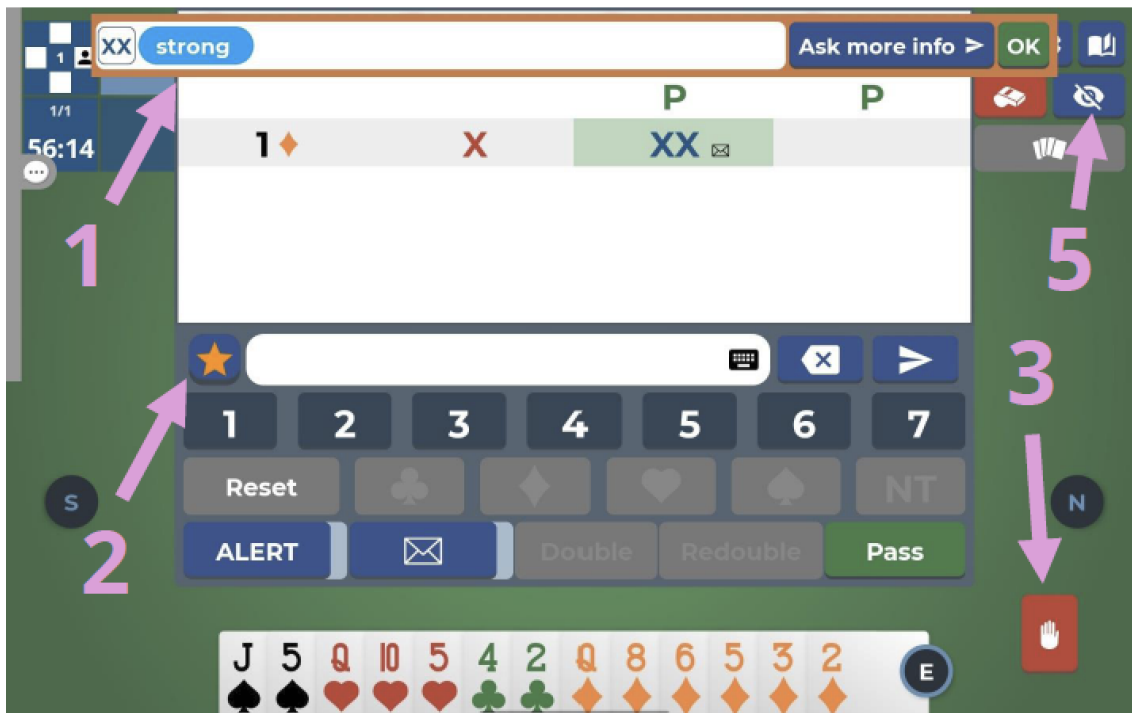 XX strong Ask more info OK
1
1/1
P P
56:14
1 X XX
1
5
3
1 2 3 4 5 6 7
Reset NT
S N
2
ALERT Double Redouble Pass
J 5 Q 10 5 4 2 Q 8 6 5 3 2
E